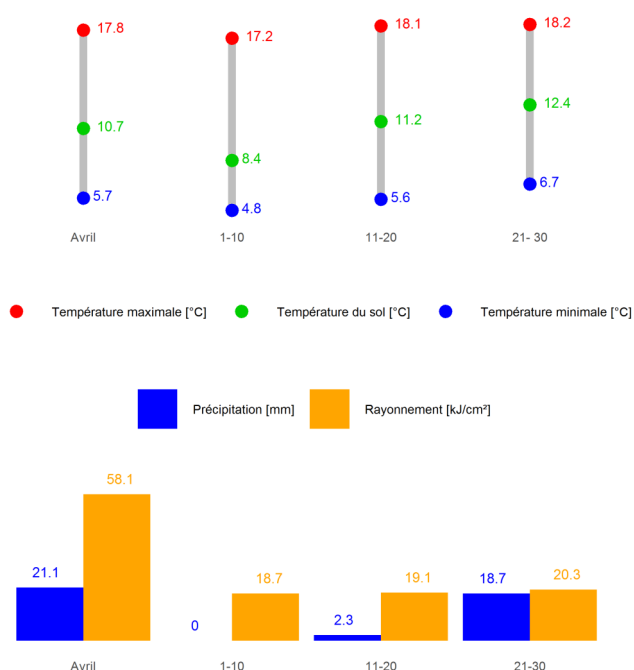 17.8 17.2 18.1 18.2
10.7 8.4 11.2 12.4
5.7 4.8 5.6 6.7
Avril 1-10 11-20 21- 30
Température maximale [°C] Température du sol [°C] Température minimale [°C]
Précipitation [mm] Rayonnement [kJ/cm²]
58.1
21.1 0 18.7 2.3 19.1 18.7 20.3
Avril 1-10 11-20 21-30